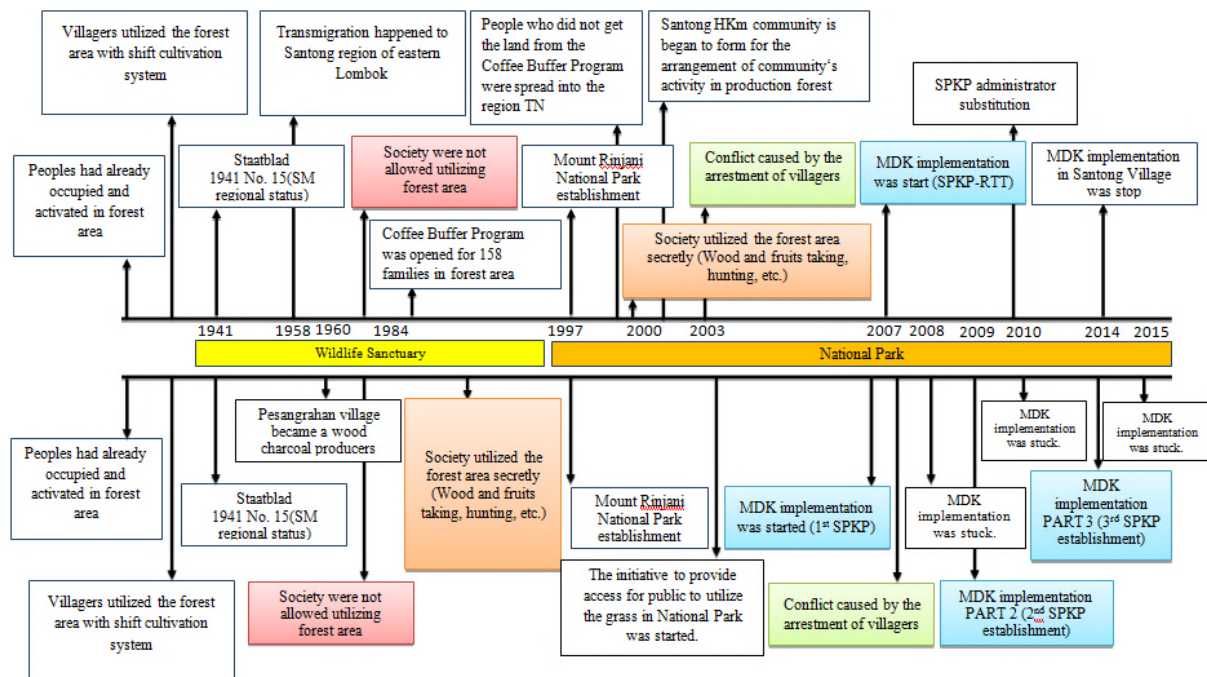 Villagers utilized the forest
area with shift cultivation
system
Transmigration happened to
Santong region of eastern
Lombok
People who did not get
the land from the
Coffee Buffer Program
were spread into the
region TN
Santong HKm community is
began to form for the
arrangement of community's
activity in production forest
SPKP administrator
substitution
Peoples had already
occupied and
activated in forest
area
Staatblad
1941 No. 15(SM
regional status)
Society were not
allowed utilizing
forest area
Mount Rinjani
National Park
establishment
Conflict caused by the
arrestment of villagers
MDK implementation
was start (SPKP-RTT)
MDK implementation
in Santong Village
was stop
Coffee Buffer Program
was opened for 158
families in forest area
Society utilized the forest area
secretly (Wood and fruits taking,
hunting, etc.)
1941 1958 1960 1984 1997 2000 2003 2007 2008 2009 2010 2014 2015
Wildlife Sanctuary
National Park
Peoples had already
occupied and
activated in forest
area
Pesangrahan village
became a wood
charcoal producers
Society utilized the
forest area secretly
(Wood and fruits
taking, hunting, etc.)
MDK
implementation
was stuck.
MDK
implementation
was stuck.
Staatblad
1941 No. 15(SM
regional status)
Mount Rinjani
National Park
establishment
MDK implementation
was started (1st SPKP)
MDK
implementation
was stuck.
MDK
implementation
PART 3 (3rd SPKP
establishment)
Villagers utilized the forest
area with shift cultivation
system
Society were not
allowed utilizing
forest area
The initiative to provide
access for public to utilize
the grass in National Park
was started.
Conflict caused by the
arrestment of villagers
MDK implementation
PART 2 (2nd SPKP
establishment)